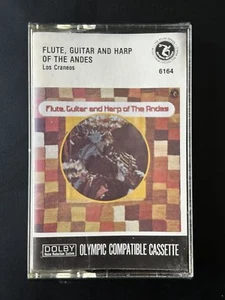 FLUTE, GUITAR AND HARP
OF THE ANDES
Los Craneos
6164
Flute, Guitar and Harp of The Andes
DOLBY
OLYMPIC COMPATIBLE CASSETTE